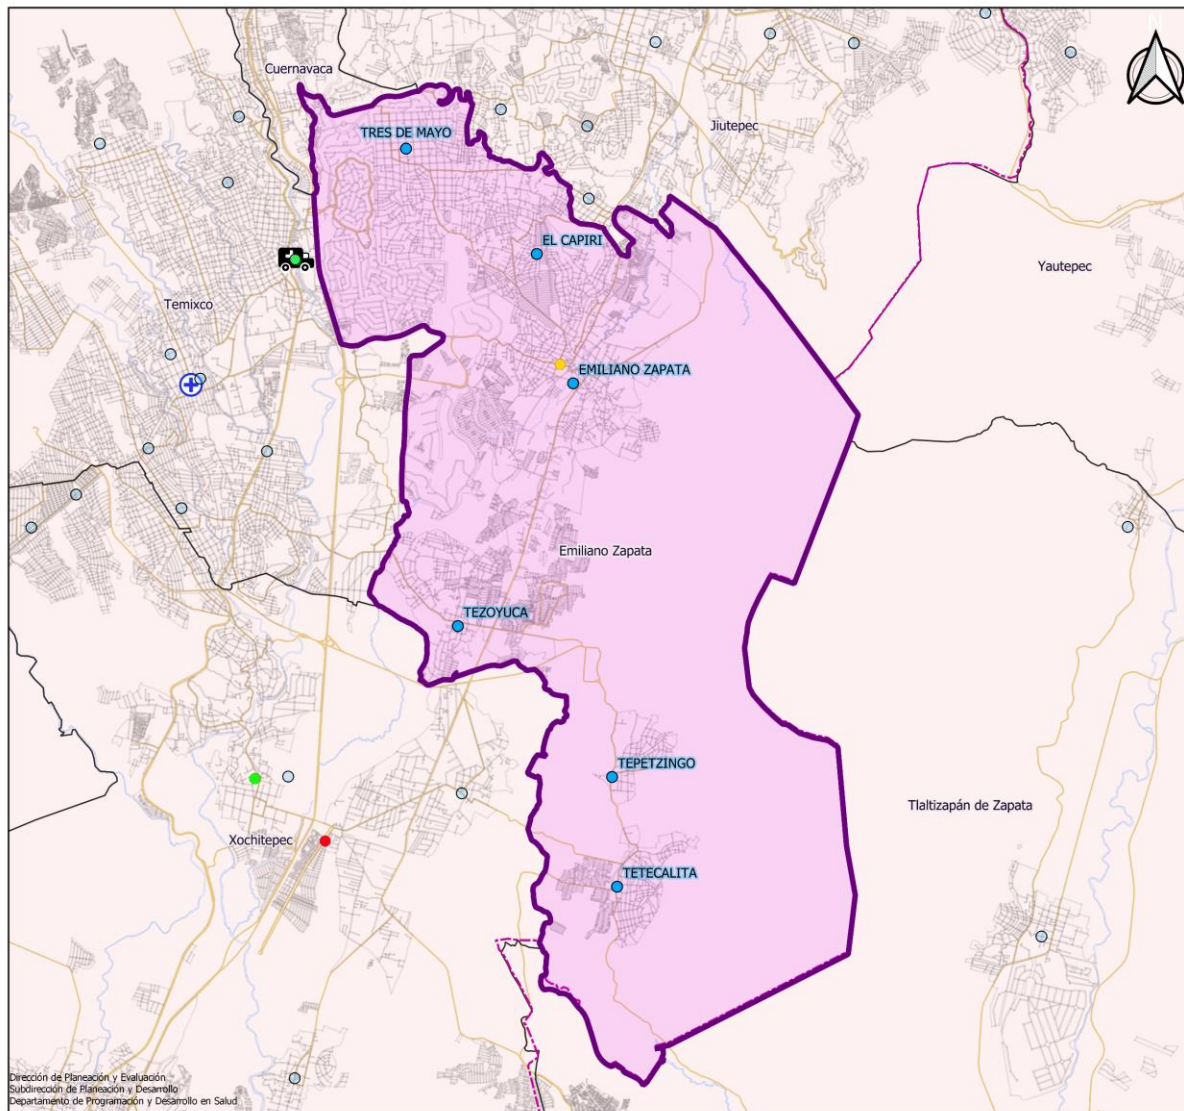 N
Cuernavaca
Jiutepec
TRES DE MAYO
EL CAPIRI
Yautepec
Temixco
EMILIANO ZAPATA
Emiliano Zapata
TEZOYUCA
TEPETZINGO
Tlaltizapán de Zapata
Xochitepec
TETECALITA
Dirección de Planeación y Evaluación
Subdirección de Planeación y Desarrollo
Departamento de Programación y Desarrollo en Salud